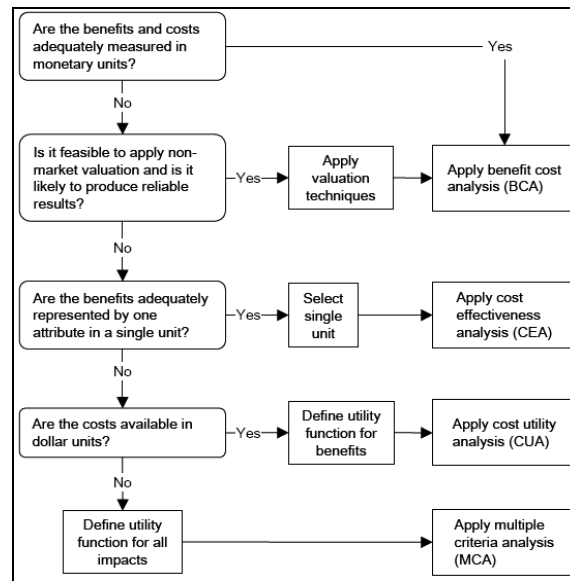 Are the benefits and costs
adequately measured in
monetary units?
Yes
No
Is it feasible to apply non-
market valuation and is it
likely to produce reliable
results?
Yes
Apply
valuation
techniques
Apply benefit cost
analysis (BCA)
No
Are the benefits adequately
represented by one
attribute in a single unit?
Yes
Select
single
unit
Apply cost
effectiveness
analysis (CEA)
No
Are the costs available in
dollar units?
Yes
Define utility
function for
benefits
Apply cost utility
analysis (CUA)
No
Define utility
function for all
impacts
Apply multiple
criteria analysis
(MCA)